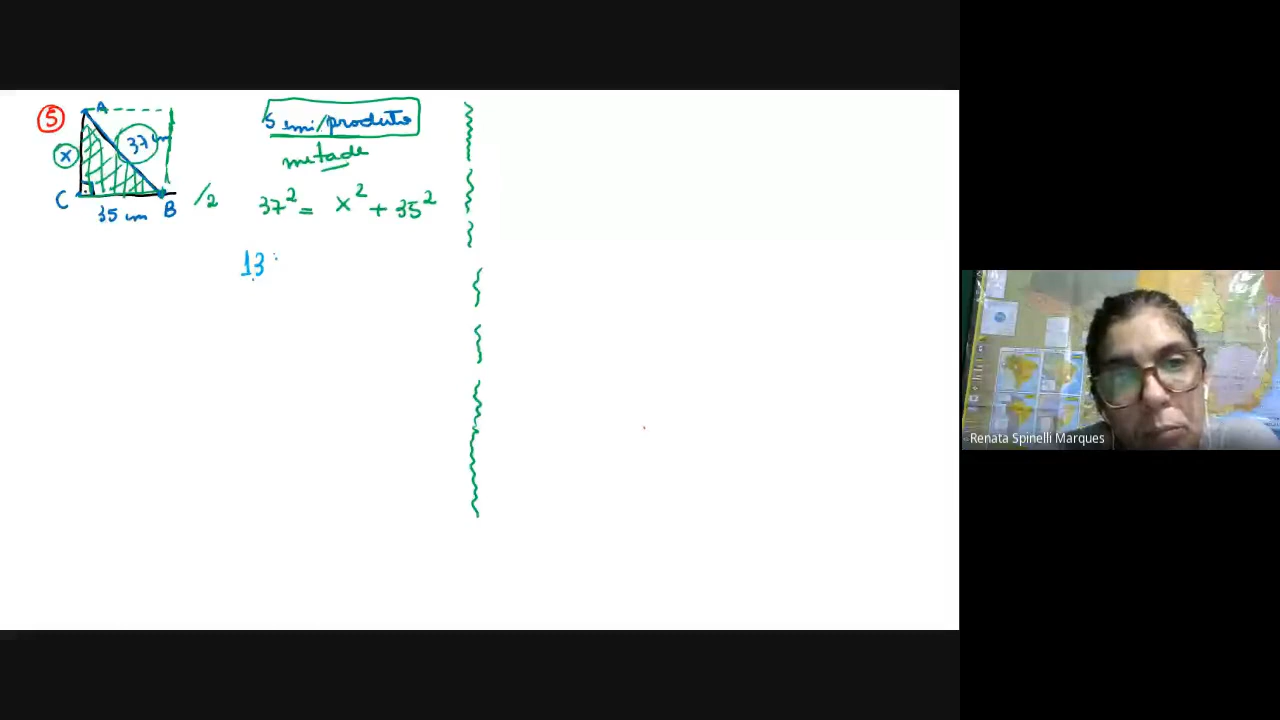 5
A
37 cm
x
C
35 cm
B
/2
Semi/produto
metade
37² = x² + 35²
13
Renata Spinelli Marques